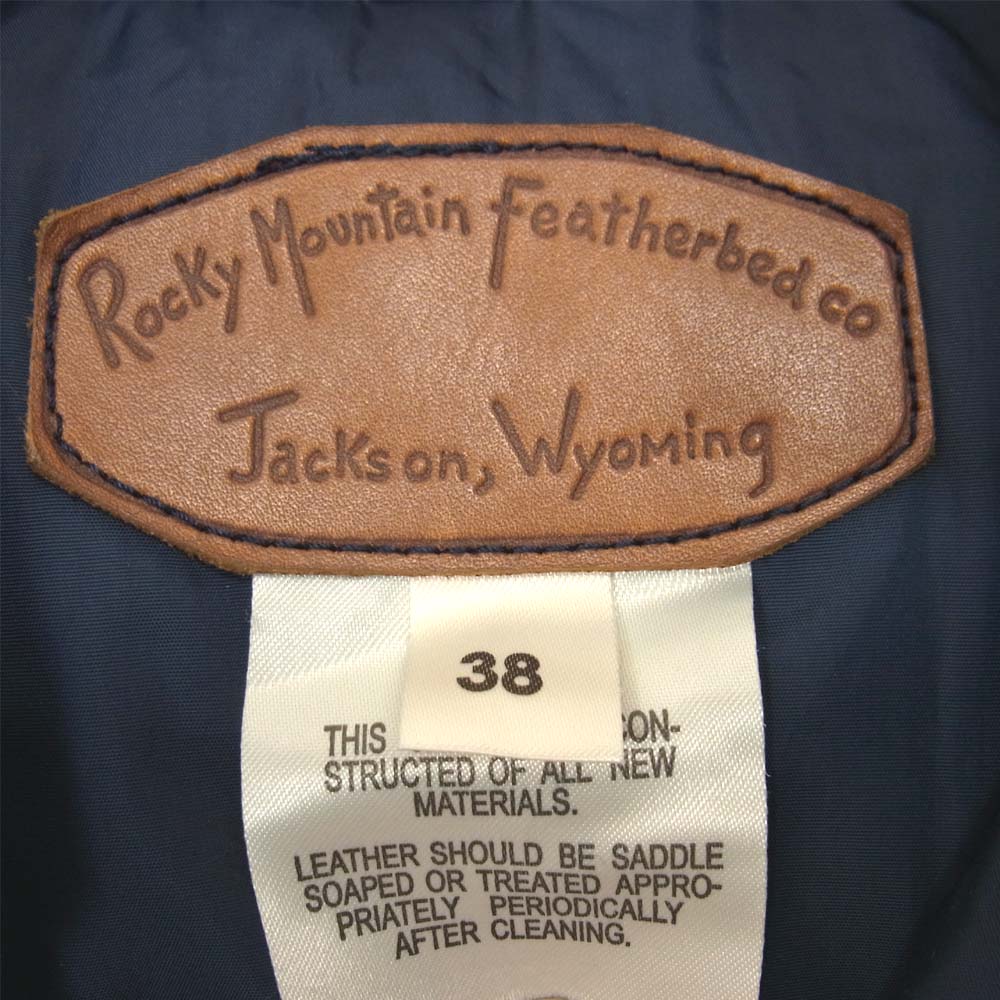 Rocky Mountain Featherbed co
Jackson, Wyoming
38
THIS CON-
STRUCTED OF ALL NEW
MATERIALS.
LEATHER SHOULD BE SADDLE
SOAPED OR TREATED APPRO-
PRIATELY PERIODICALLY
AFTER CLEANING.